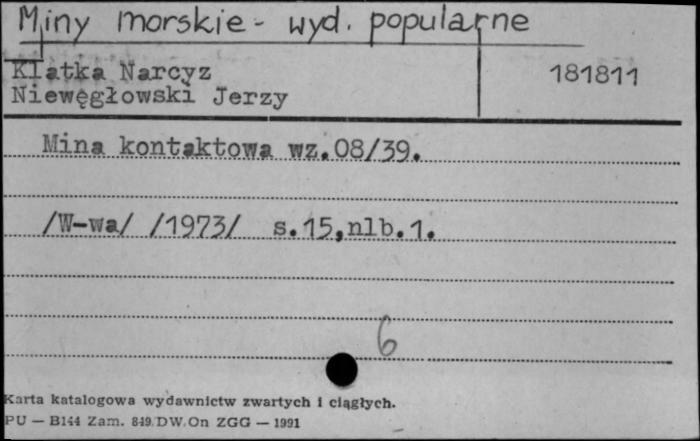 Miny morskie - wyd. popularne
Klatka Narcyz
181811
Niewęgłowski Jerzy
Mina kontaktowa wz.08/39.
/W-wa/ /1973/ s.15,nlb.1.
6
Karta katalogowa wydawnictw zwartych i ciągłych.
PU — B144 Zam. 849.DW.On ZGG — 1991